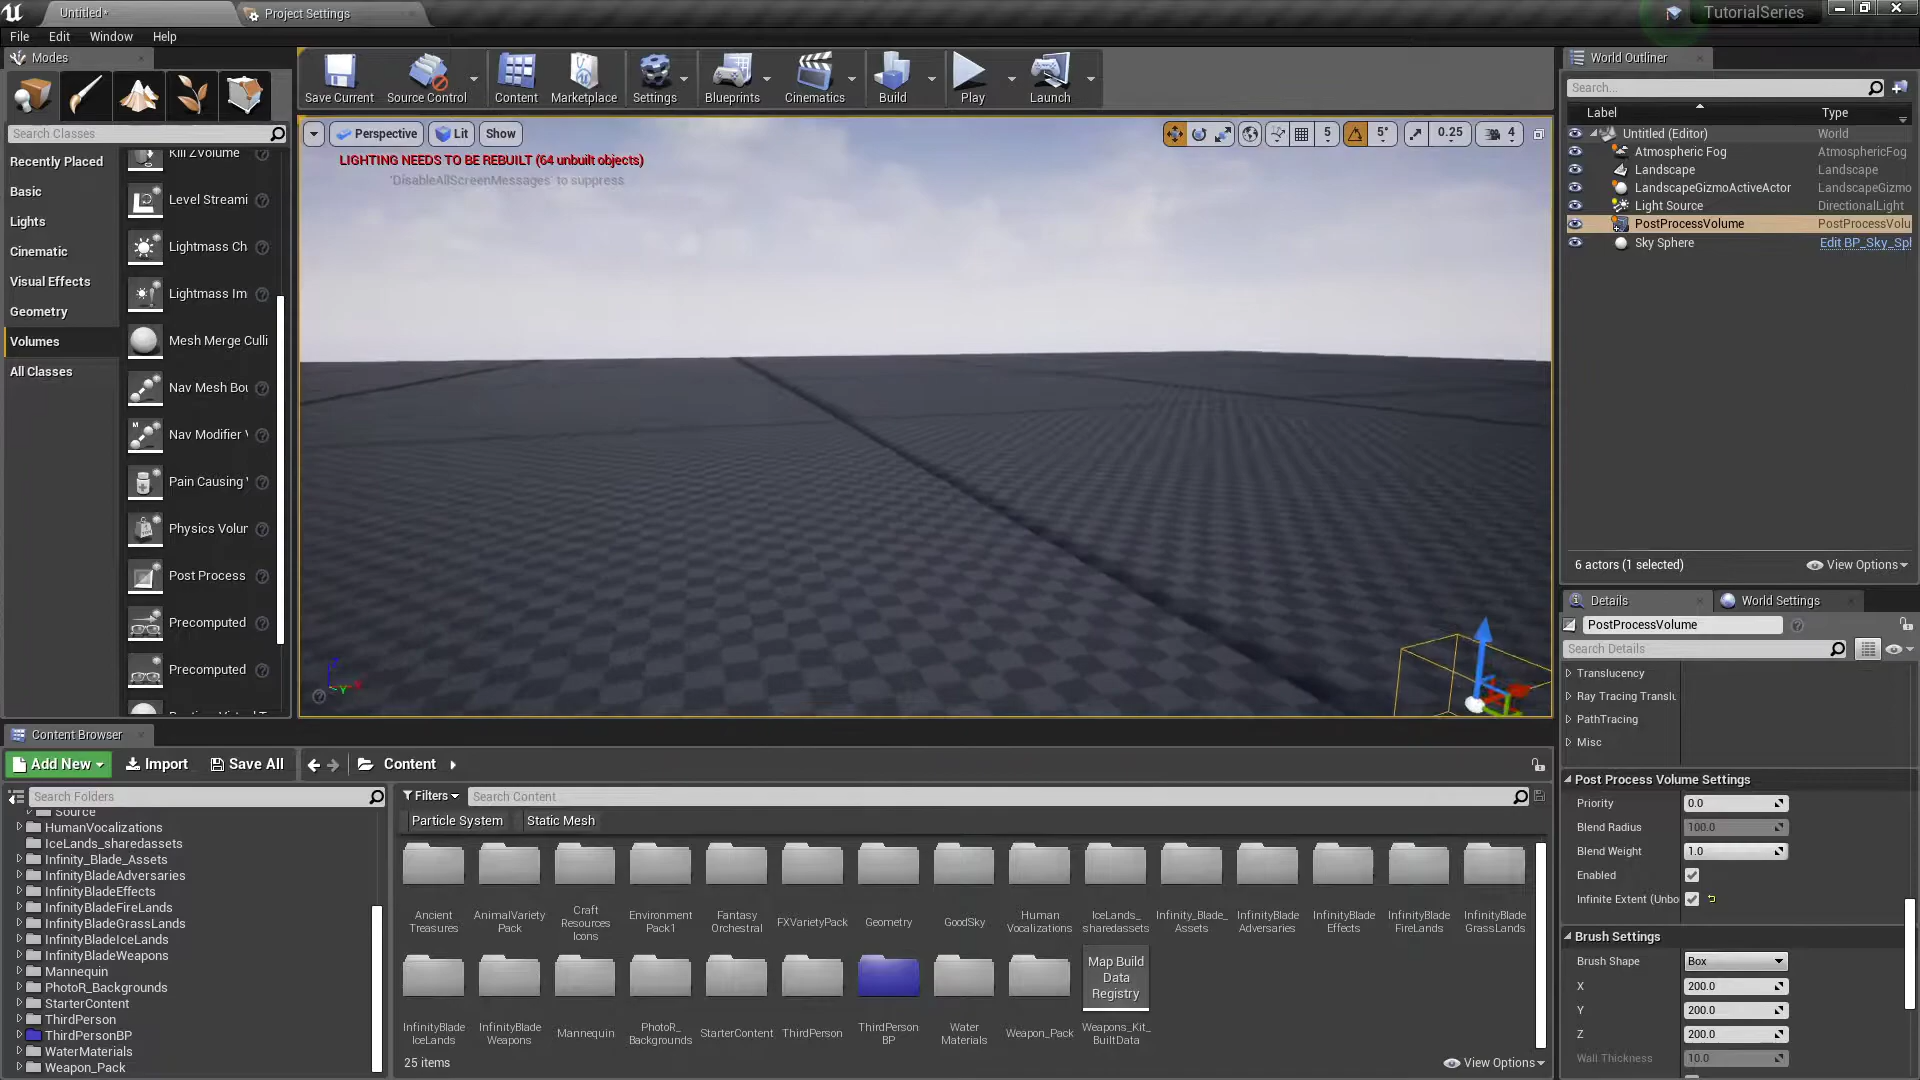 Untitled*
Project Settings
TutorialSeries
File
Edit
Window
Help
Modes
Search Classes
Recently Placed
Basic
Lights
Cinematic
Visual Effects
Geometry
Volumes
All Classes
Kill ZVolume
Level Streami
Lightmass Ch
Lightmass Im
Mesh Merge Culli
Nav Mesh Bou
Nav Modifier V
Pain Causing V
Physics Volur
Post Process
Precomputed
Precomputed
Save Current
Source Control
Content
Marketplace
Settings
Blueprints
Cinematics
Build
Play
Launch
Perspective
Lit
Show
5
5°
0.25
4
LIGHTING NEEDS TO BE REBUILT (64 unbuilt objects)
'DisableAllScreenMessages' to suppress
World Outliner
Search...
Label
Type
Untitled (Editor)
World
Atmospheric Fog
AtmosphericFog
Landscape
Landscape
LandscapeGizmoActiveActor
LandscapeGizmo
Light Source
DirectionalLight
PostProcessVolume
PostProcessVolu
Sky Sphere
Edit BP_Sky_Spl
6 actors (1 selected)
View Options
Details
World Settings
PostProcessVolume
Search Details
Translucency
Ray Tracing Translu
PathTracing
Misc
Post Process Volume Settings
Priority
0.0
Blend Radius
100.0
Blend Weight
1.0
Enabled
Infinite Extent (Unbo
Brush Settings
Brush Shape
Box
X
200.0
Y
200.0
Z
200.0
Wall Thickness
10.0
Content Browser
Add New
Import
Save All
Content
Search Folders
Source
HumanVocalizations
IceLands_sharedassets
Infinity_Blade_Assets
InfinityBladeAdversaries
InfinityBladeEffects
InfinityBladeFireLands
InfinityBladeGrassLands
InfinityBladeIceLands
InfinityBladeWeapons
Mannequin
PhotoR_Backgrounds
StarterContent
ThirdPerson
ThirdPersonBP
WaterMaterials
Weapon_Pack
Filters
Search Content
Particle System
Static Mesh
Ancient
Treasures
AnimalVariety
Pack
Craft
Resources
Icons
Environment
Pack1
Fantasy
Orchestral
FXVarietyPack
Geometry
GoodSky
Human
Vocalizations
IceLands_
sharedassets
Infinity_Blade_
Assets
InfinityBlade
Adversaries
InfinityBlade
Effects
InfinityBlade
FireLands
InfinityBlade
GrassLands
InfinityBlade
IceLands
InfinityBlade
Weapons
Mannequin
PhotoR_
Backgrounds
StarterContent
ThirdPerson
ThirdPerson
BP
Water
Materials
Weapon_Pack
Map Build
Data
Registry
Weapons_Kit_
BuiltData
25 items
View Options